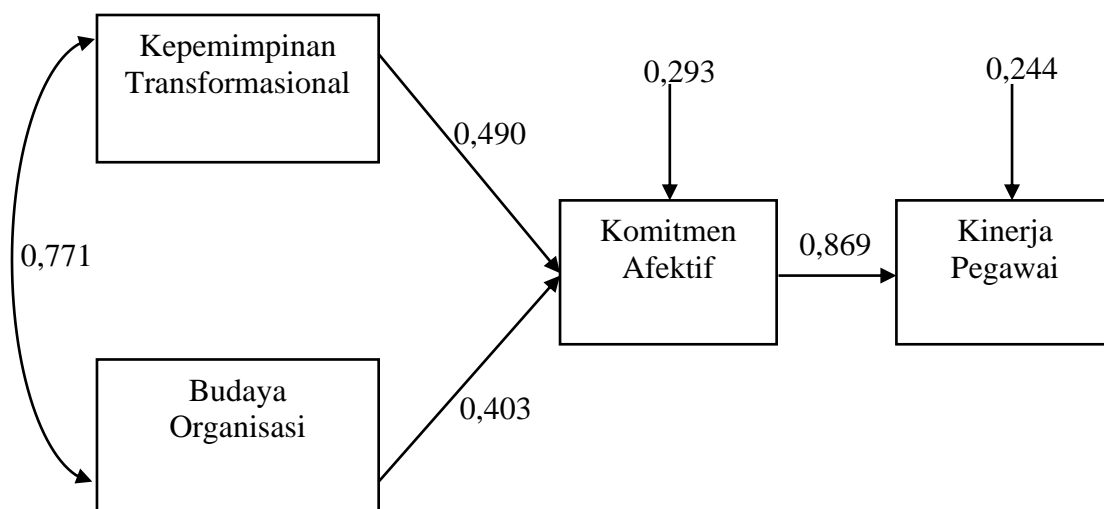 Kepemimpinan
Transformasional
0,293
0,244
0,490
Komitmen
Afektif
Kinerja
Pegawai
0,771
0,869
Budaya
Organisasi
0,403